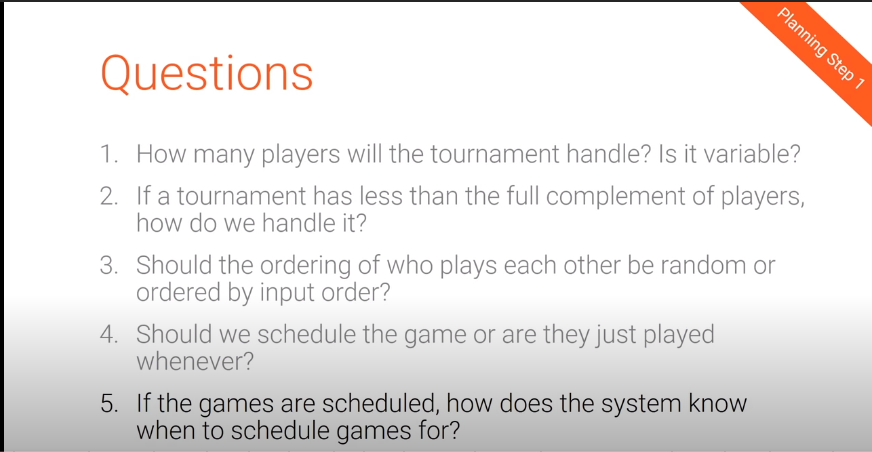 Planning Step 1
Questions
1. How many players will the tournament handle? Is it variable?
2. If a tournament has less than the full complement of players,
how do we handle it?
3. Should the ordering of who plays each other be random or
ordered by input order?
4. Should we schedule the game or are they just played
whenever?
5. If the games are scheduled, how does the system know
when to schedule games for?